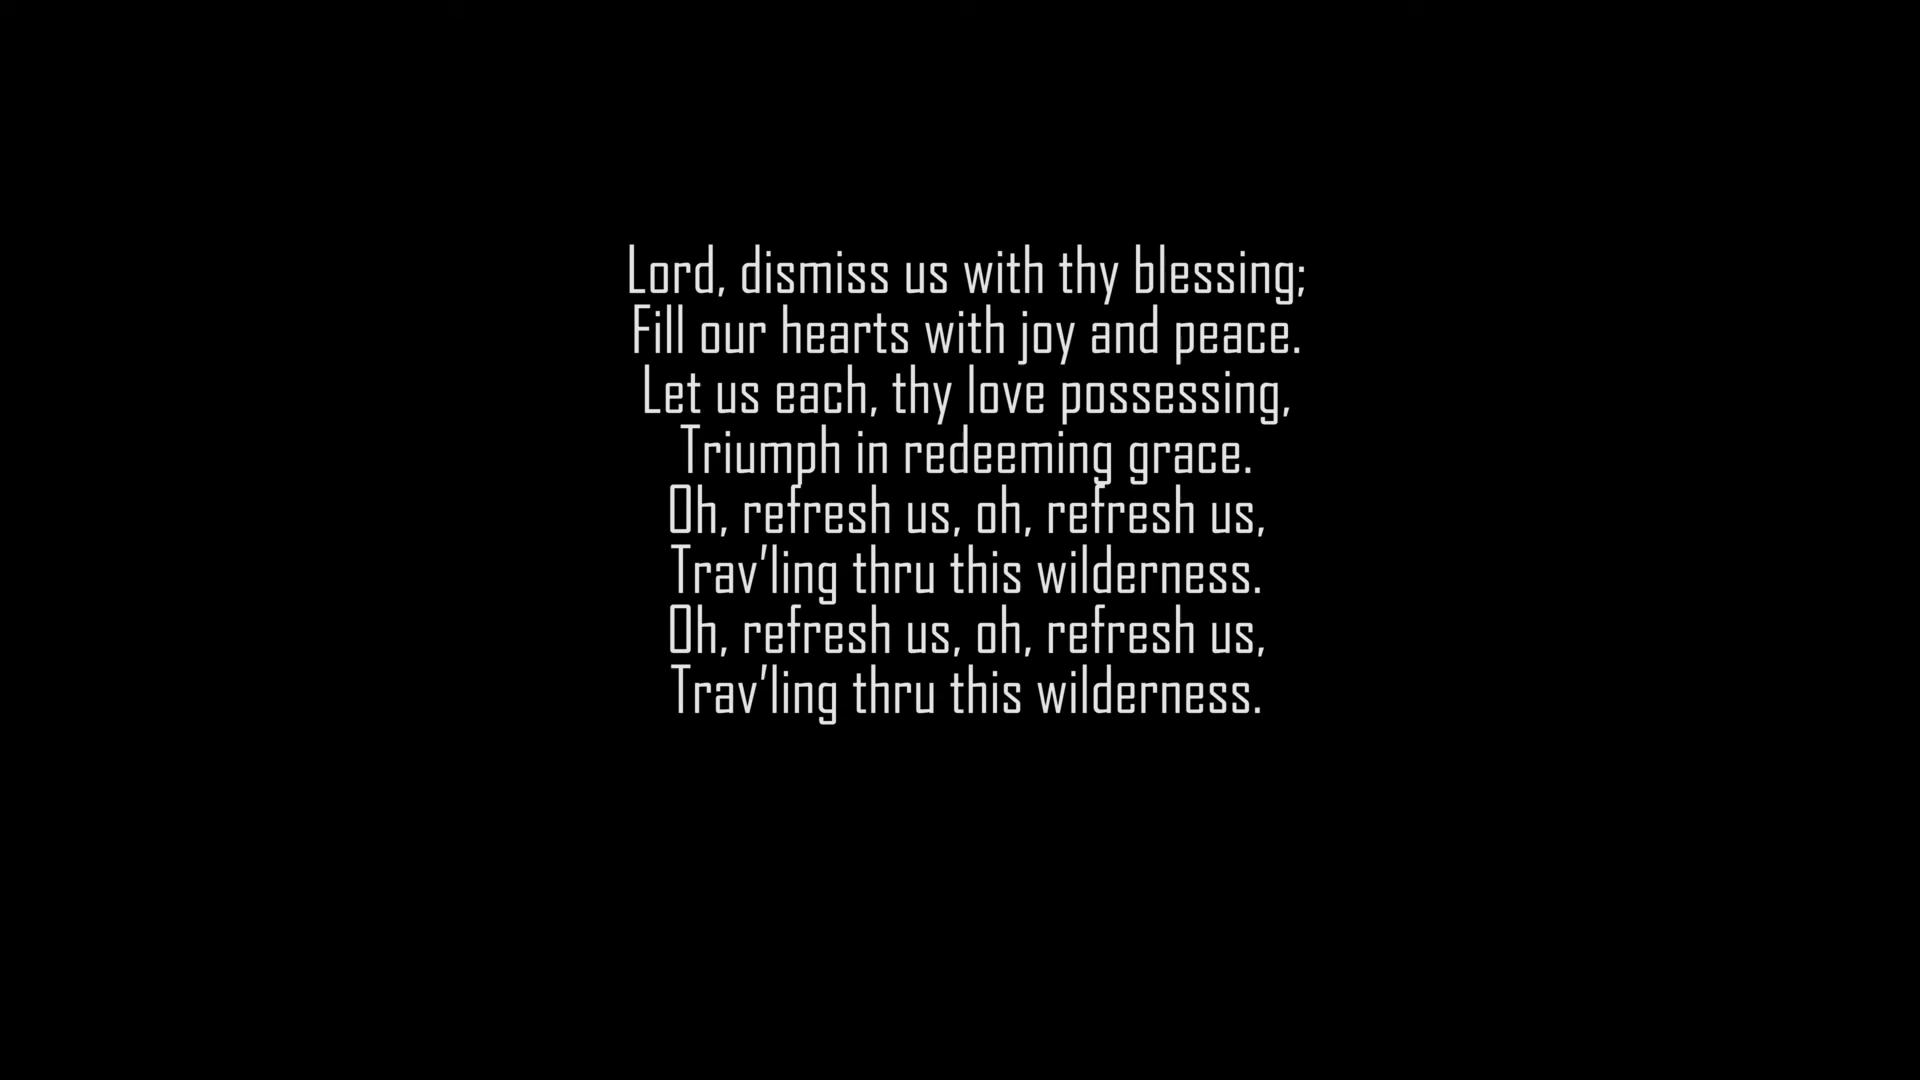 Lord, dismiss us with thy blessing;
Fill our hearts with joy and peace.
Let us each, thy love possessing,
Triumph in redeeming grace.
Oh, refresh us, oh, refresh us,
Trav’ling thru this wilderness.
Oh, refresh us, oh, refresh us,
Trav’ling thru this wilderness.